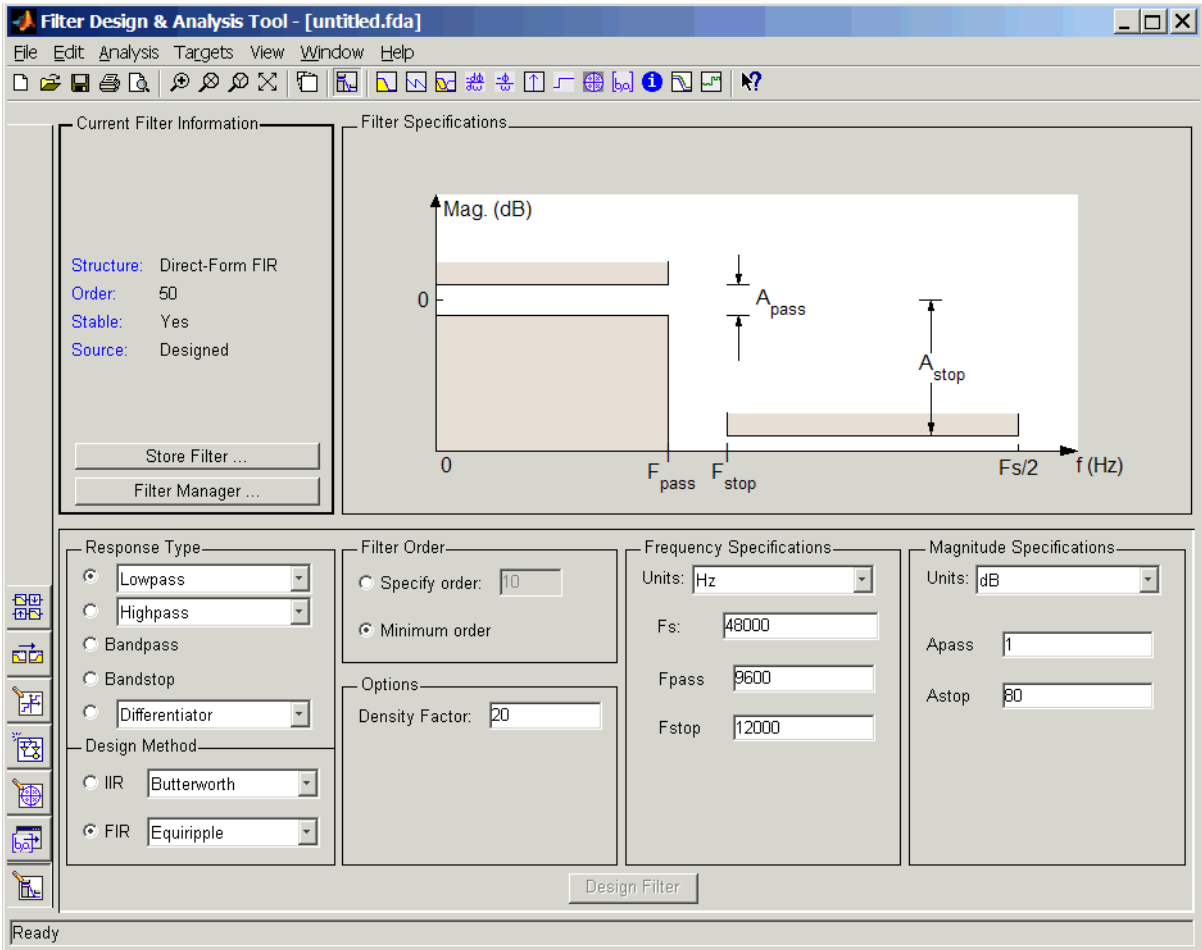 Filter Design & Analysis Tool - [untitled.fda]
File Edit Analysis Targets View Window Help
Current Filter Information
Structure: Direct-Form FIR
Order: 50
Stable: Yes
Source: Designed
Store Filter ...
Filter Manager ...
Filter Specifications
Mag. (dB)
0
A pass
A stop
0
F pass
F stop
Fs/2
f (Hz)
Response Type
Lowpass
Highpass
Bandpass
Bandstop
Differentiator
Design Method
IIR Butterworth
FIR Equiripple
Filter Order
Specify order: 10
Minimum order
Options
Density Factor: 20
Frequency Specifications
Units: Hz
Fs: 48000
Fpass 9600
Fstop 12000
Magnitude Specifications
Units: dB
Apass 1
Astop 80
Design Filter
Ready